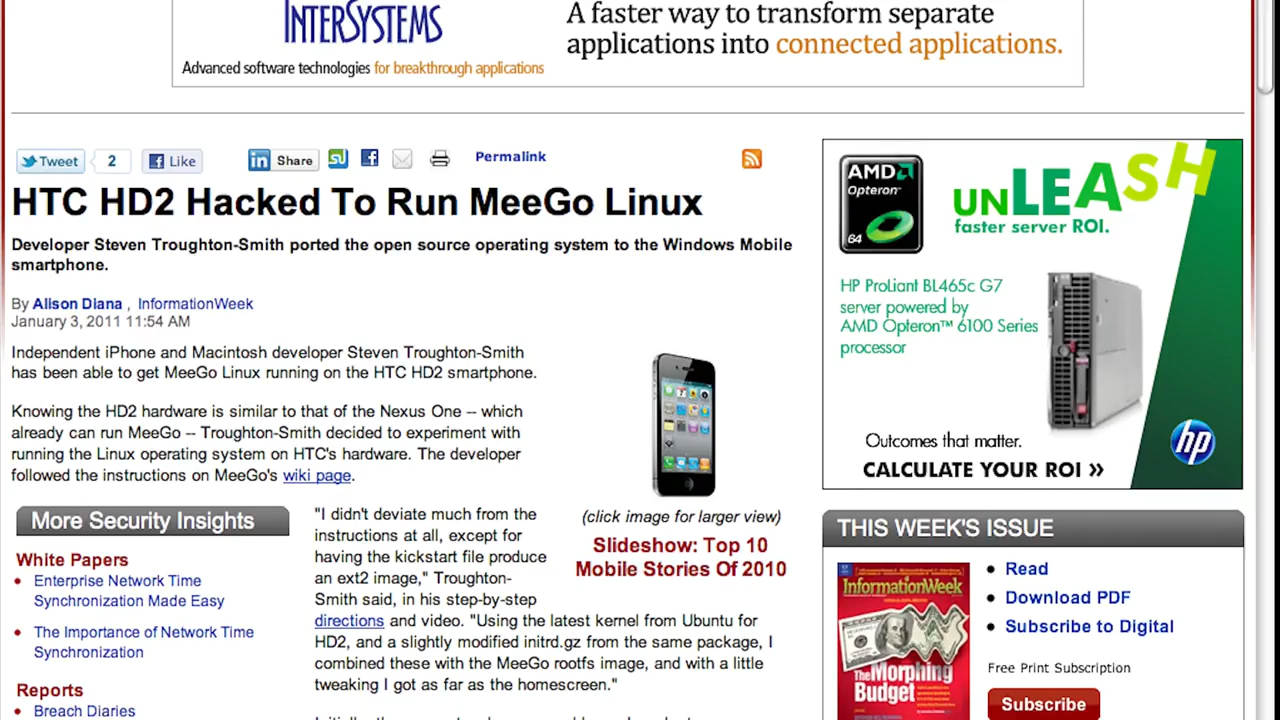 INTERSYSTEMS
Advanced software technologies for breakthrough applications
A faster way to transform separate
applications into connected applications.
Tweet 2 Like Share Permalink
HTC HD2 Hacked To Run MeeGo Linux
Developer Steven Troughton-Smith ported the open source operating system to the Windows Mobile
smartphone.
By Alison Diana , InformationWeek
January 3, 2011 11:54 AM
Independent iPhone and Macintosh developer Steven Troughton-Smith
has been able to get MeeGo Linux running on the HTC HD2 smartphone.
Knowing the HD2 hardware is similar to that of the Nexus One -- which
already can run MeeGo -- Troughton-Smith decided to experiment with
running the Linux operating system on HTC's hardware. The developer
followed the instructions on MeeGo's wiki page.
(click image for larger view)
Slideshow: Top 10
Mobile Stories Of 2010
More Security Insights
White Papers
Enterprise Network Time
Synchronization Made Easy
The Importance of Network Time
Synchronization
Reports
Breach Diaries
"I didn't deviate much from the
instructions at all, except for
having the kickstart file produce
an ext2 image," Troughton-
Smith said, in his step-by-step
directions and video. "Using the latest kernel from Ubuntu for
HD2, and a slightly modified initrd.gz from the same package, I
combined these with the MeeGo rootfs image, and with a little
tweaking I got as far as the homescreen."
AMD
Opteron™
64
UNLEASH
faster server ROI.
HP ProLiant BL465c G7
server powered by
AMD Opteron™ 6100 Series
processor
Outcomes that matter.
CALCULATE YOUR ROI »
hp
THIS WEEK'S ISSUE
InformationWeek
The Morphing
Budget
Read
Download PDF
Subscribe to Digital
Free Print Subscription
Subscribe